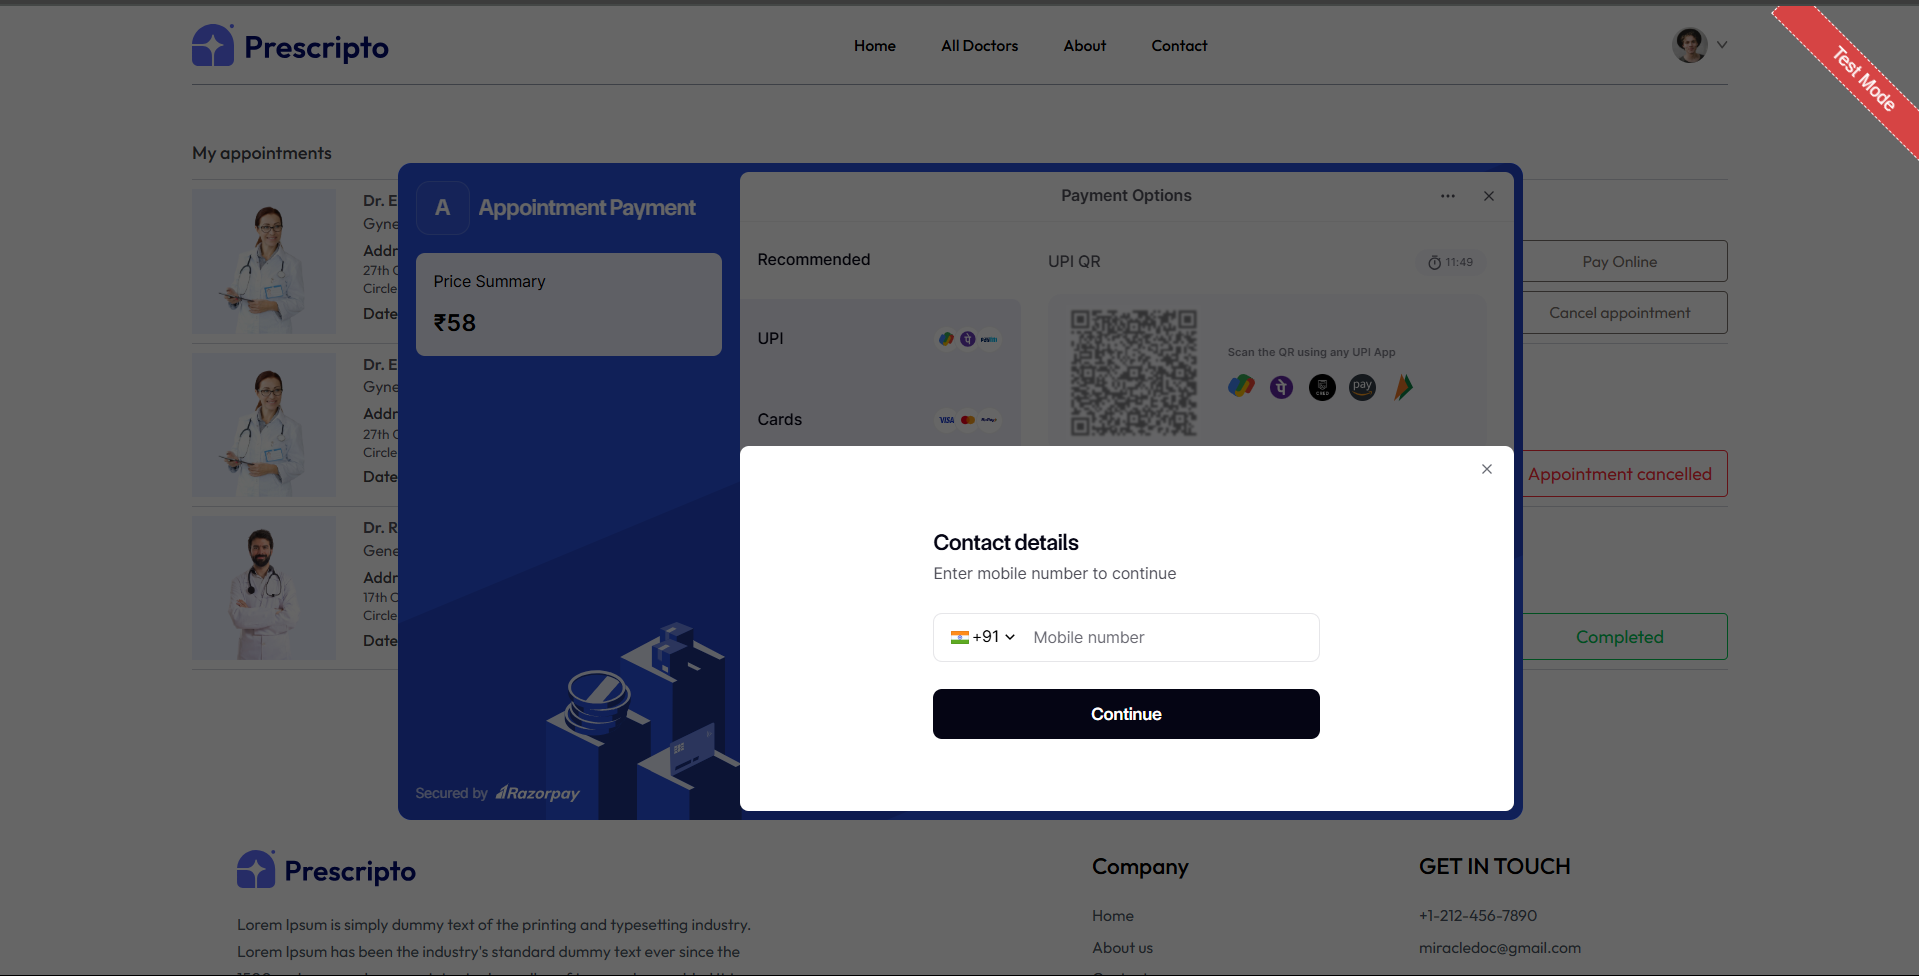 Prescripto
Home
All Doctors
About
Contact
Test Mode
My appointments
Dr. E
Gyne
Addr
27th C
Circle
Date
Pay Online
Cancel appointment
Dr. E
Gyne
Addr
27th C
Circle
Date
Appointment cancelled
Dr. R
Gene
Addr
17th C
Circle
Date
Completed
A
Appointment Payment
Price Summary
₹58
Secured by Razorpay
Payment Options
Recommended
UPI
Cards
VISA
UPI QR
11:49
Scan the QR using any UPI App
CRED
pay
Contact details
Enter mobile number to continue
+91
Mobile number
Continue
Prescripto
Lorem Ipsum is simply dummy text of the printing and typesetting industry.
Lorem Ipsum has been the industry's standard dummy text ever since the
Company
Home
About us
GET IN TOUCH
+1-212-456-7890
miracledoc@gmail.com